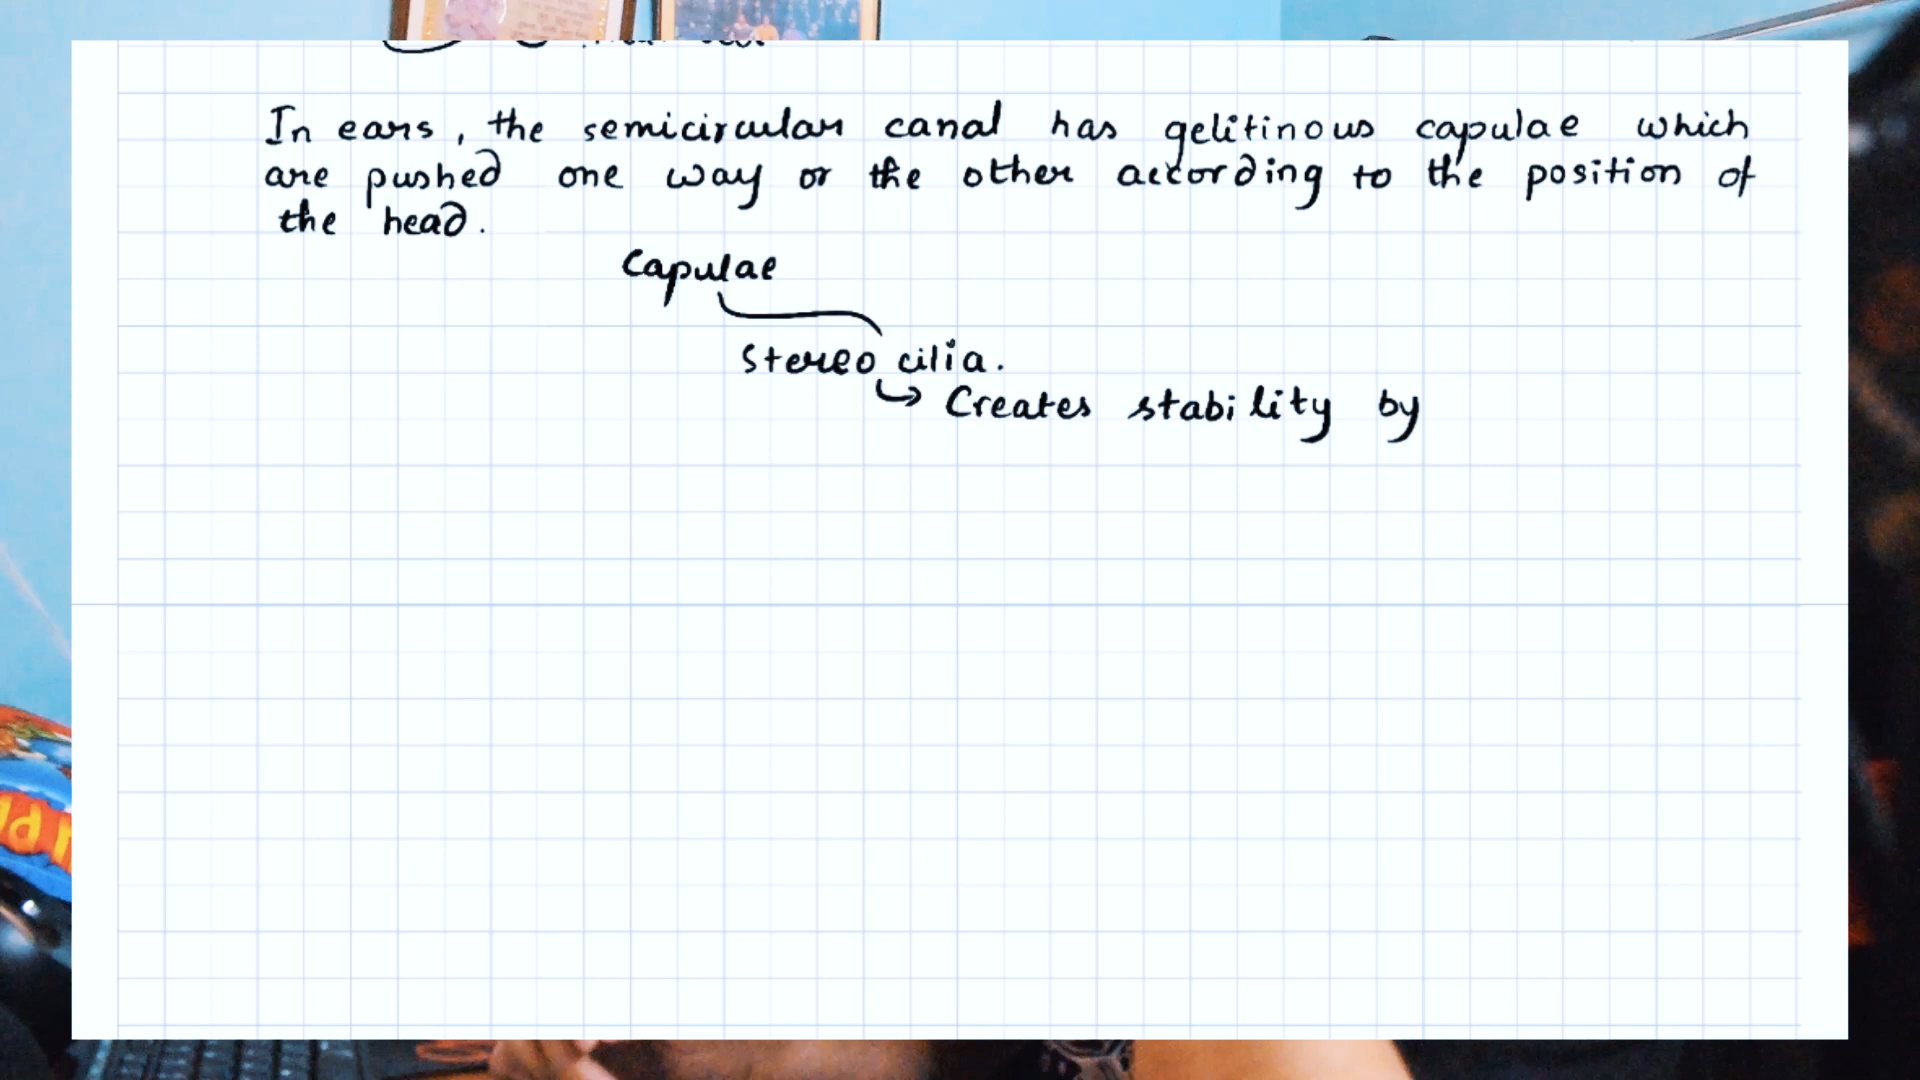 In ears, the semicircular canal has gelitinous capulae which
are pushed one way or the other according to the position of
the head.
Capulae
Stereo cilia.
Creates stability by